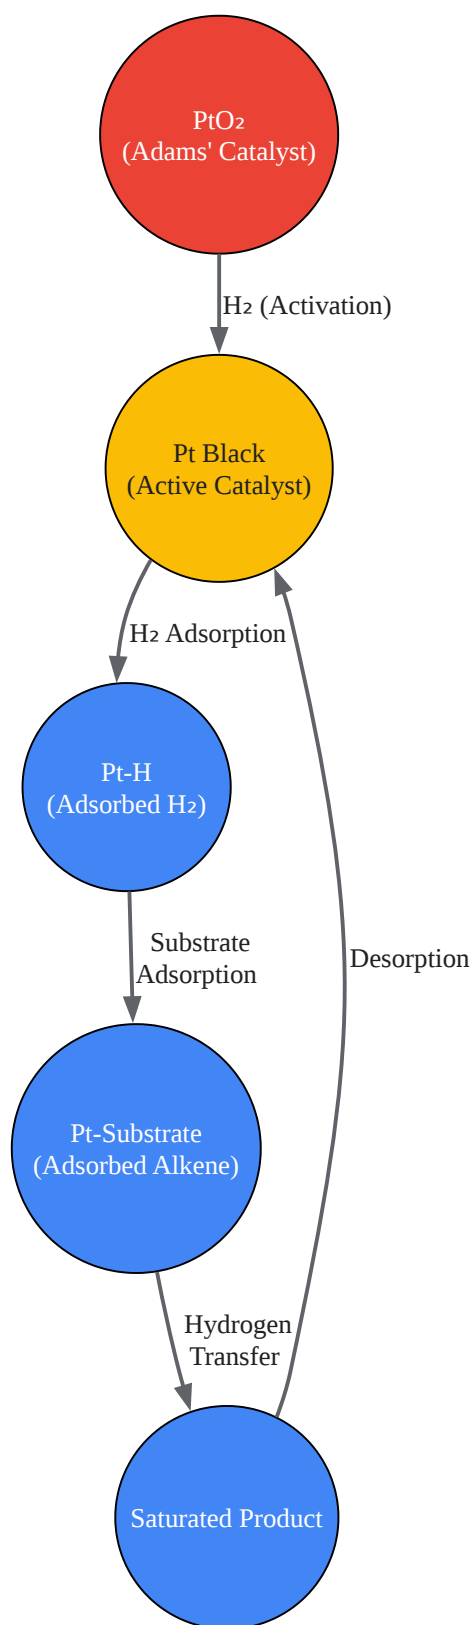 PtO₂
(Adams' Catalyst)
H₂ (Activation)
Pt Black
(Active Catalyst)
H₂ Adsorption
Pt-H
(Adsorbed H₂)
Substrate
Adsorption
Desorption
Pt-Substrate
(Adsorbed Alkene)
Hydrogen
Transfer
Saturated Product